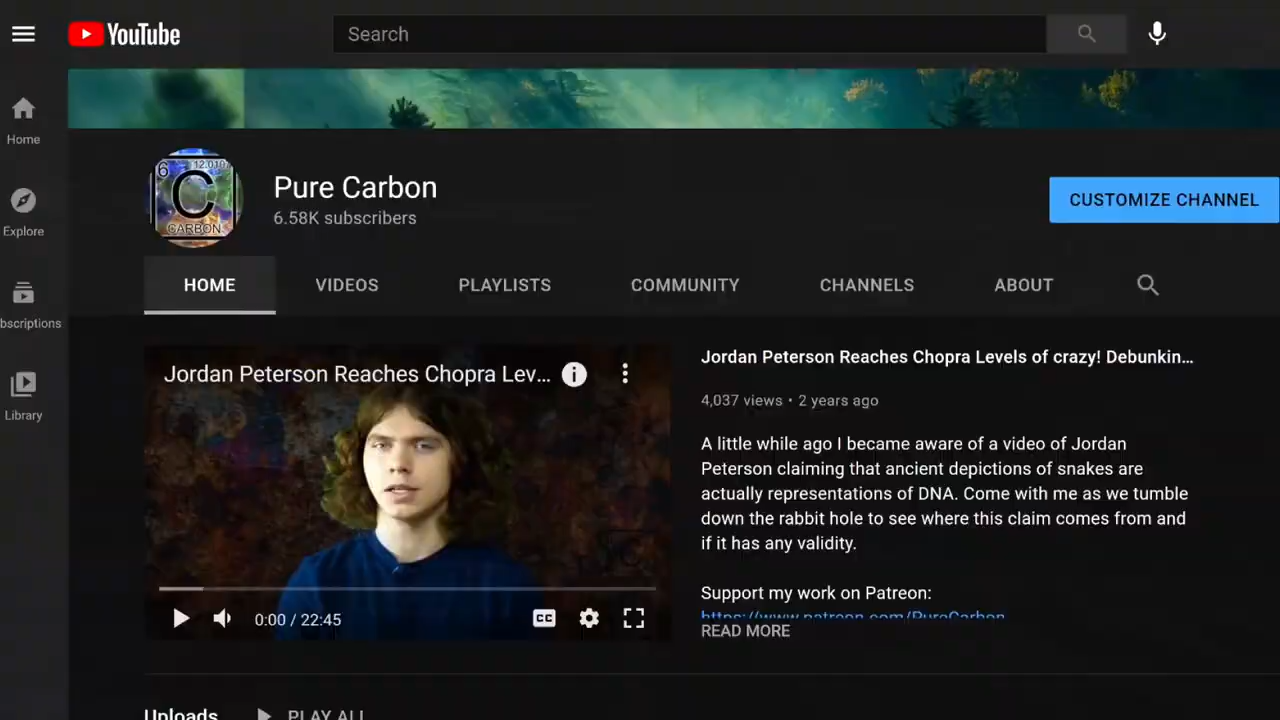 YouTube
Search
Home
Explore
bscriptions
Library
6
12.010
C
CARBON
Pure Carbon
6.58K subscribers
CUSTOMIZE CHANNEL
HOME
VIDEOS
PLAYLISTS
COMMUNITY
CHANNELS
ABOUT
Jordan Peterson Reaches Chopra Lev...
0:00 / 22:45
CC
Jordan Peterson Reaches Chopra Levels of crazy! Debunkin...
4,037 views • 2 years ago
A little while ago I became aware of a video of Jordan
Peterson claiming that ancient depictions of snakes are
actually representations of DNA. Come with me as we tumble
down the rabbit hole to see where this claim comes from and
if it has any validity.
Support my work on Patreon:
https://www.patreon.com/PureCarbon
READ MORE
Uploads
PLAY ALL